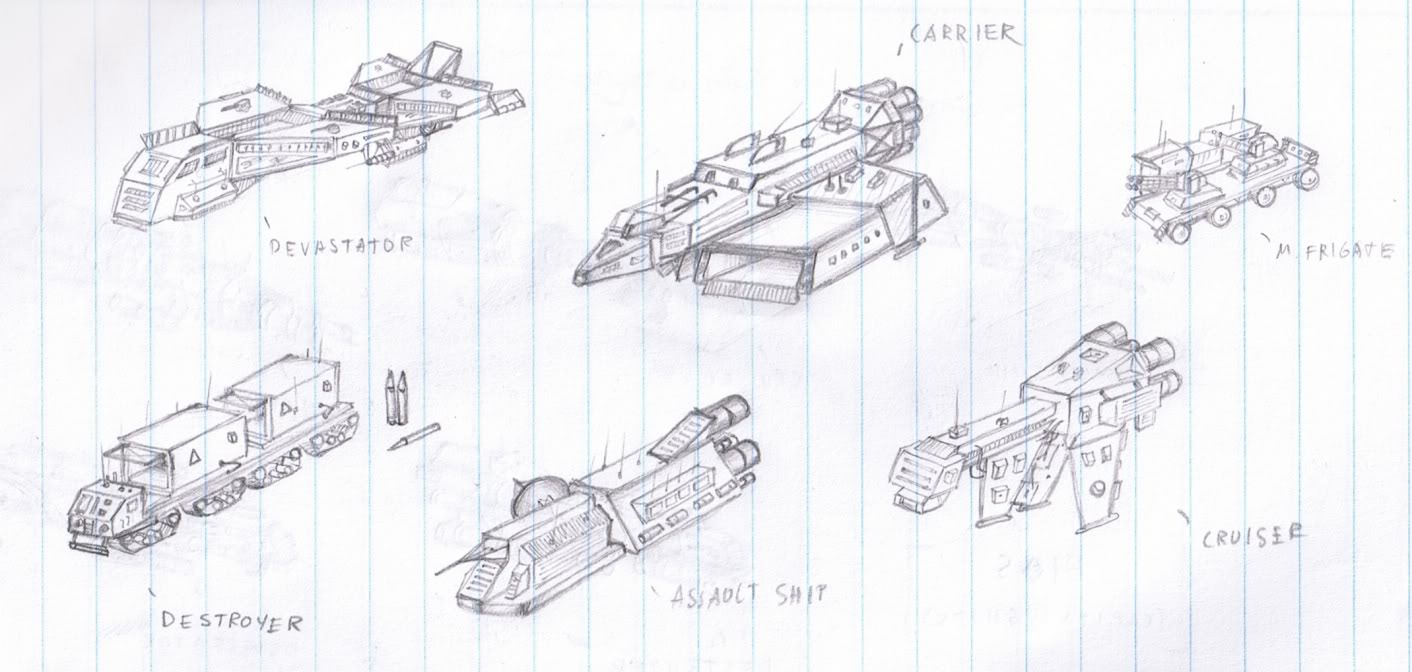 CARRIER
DEVASTATOR
M. FRIGATE
DESTROYER
ASSAULT SHIP
CRUISER